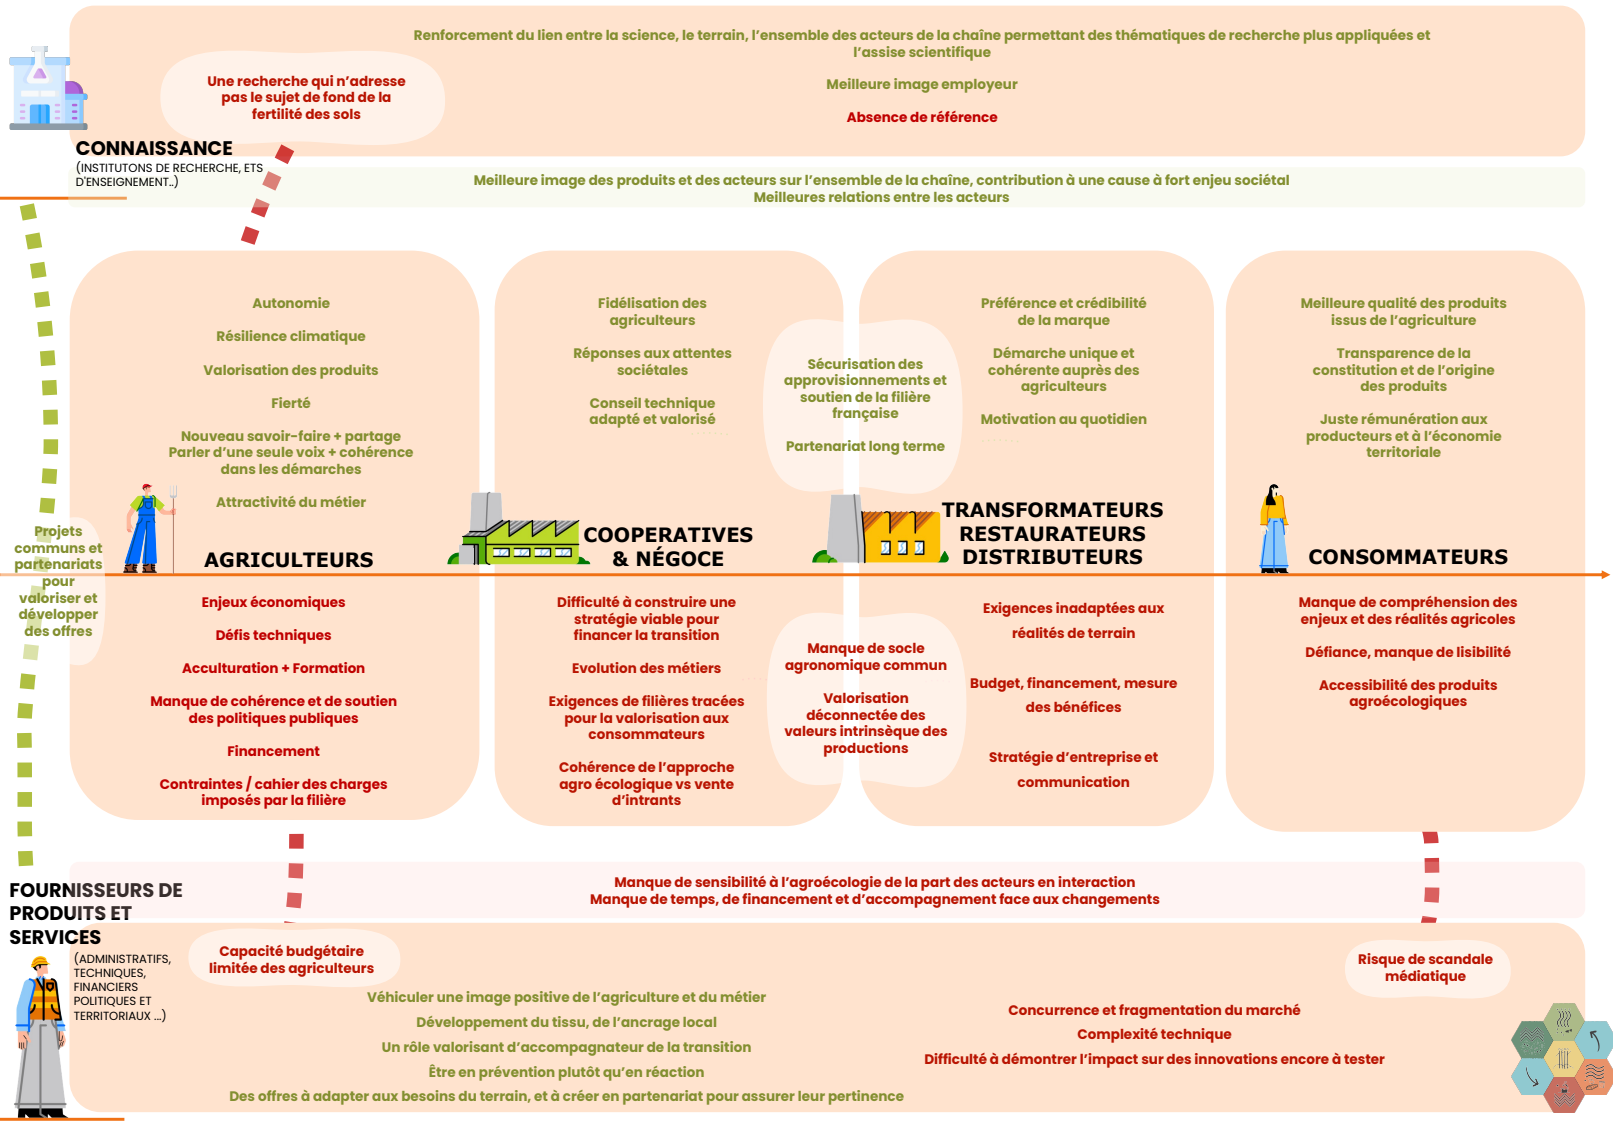 Renforcement du lien entre la science, le terrain, l'ensemble des acteurs de la chaîne permettant des thématiques de recherche plus appliquées et
l'assise scientifique
Meilleure image employeur
Absence de référence
Une recherche qui n'adresse
pas le sujet de fond de la
fertilité des sols
CONNAISSANCE
(INSTITUTONS DE RECHERCHE, ETS
D'ENSEIGNEMENT..)
Meilleure image des produits et des acteurs sur l'ensemble de la chaîne, contribution à une cause à fort enjeu sociétal
Meilleures relations entre les acteurs
Projets
communs et
partenariats
pour
valoriser et
développer
des offres
Autonomie
Résilience climatique
Valorisation des produits
Fierté
Nouveau savoir-faire + partage
Parler d'une seule voix + cohérence
dans les démarches
Attractivité du métier
AGRICULTEURS
Enjeux économiques
Défis techniques
Acculturation + Formation
Manque de cohérence et de soutien
des politiques publiques
Financement
Contraintes / cahier des charges
imposés par la filière
Fidélisation des
agriculteurs
Réponses aux attentes
sociétales
Conseil technique
adapté et valorisé
COOPERATIVES
& NÉGOCE
Difficulté à construire une
stratégie viable pour
financer la transition
Evolution des métiers
Exigences de filières tracées
pour la valorisation aux
consommateurs
Cohérence de l'approche
agro écologique vs vente
d'intrants
Sécurisation des
approvisionnements et
soutien de la filière
française
Partenariat long terme
Manque de socle
agronomique commun
Valorisation
déconnectée des
valeurs intrinsèque des
productions
Préférence et crédibilité
de la marque
Démarche unique et
cohérente auprès des
agriculteurs
Motivation au quotidien
TRANSFORMATEURS
RESTAURATEURS
DISTRIBUTEURS
Exigences inadaptées aux
réalités de terrain
Budget, financement, mesure
des bénéfices
Stratégie d'entreprise et
communication
Meilleure qualité des produits
issus de l'agriculture
Transparence de la
constitution et de l'origine
des produits
Juste rémunération aux
producteurs et à l'économie
territoriale
CONSOMMATEURS
Manque de compréhension des
enjeux et des réalités agricoles
Défiance, manque de lisibilité
Accessibilité des produits
agroécologiques
Manque de sensibilité à l'agroécologie de la part des acteurs en interaction
Manque de temps, de financement et d'accompagnement face aux changements
FOURNISSEURS DE
PRODUITS ET
SERVICES
(ADMINISTRATIFS,
TECHNIQUES,
FINANCIERS
POLITIQUES ET
TERRITORIAUX ...)
Capacité budgétaire
limitée des agriculteurs
Véhiculer une image positive de l'agriculture et du métier
Développement du tissu, de l'ancrage local
Un rôle valorisant d'accompagnateur de la transition
Être en prévention plutôt qu'en réaction
Des offres à adapter aux besoins du terrain, et à créer en partenariat pour assurer leur pertinence
Risque de scandale
médiatique
Concurrence et fragmentation du marché
Complexité technique
Difficulté à démontrer l'impact sur des innovations encore à tester